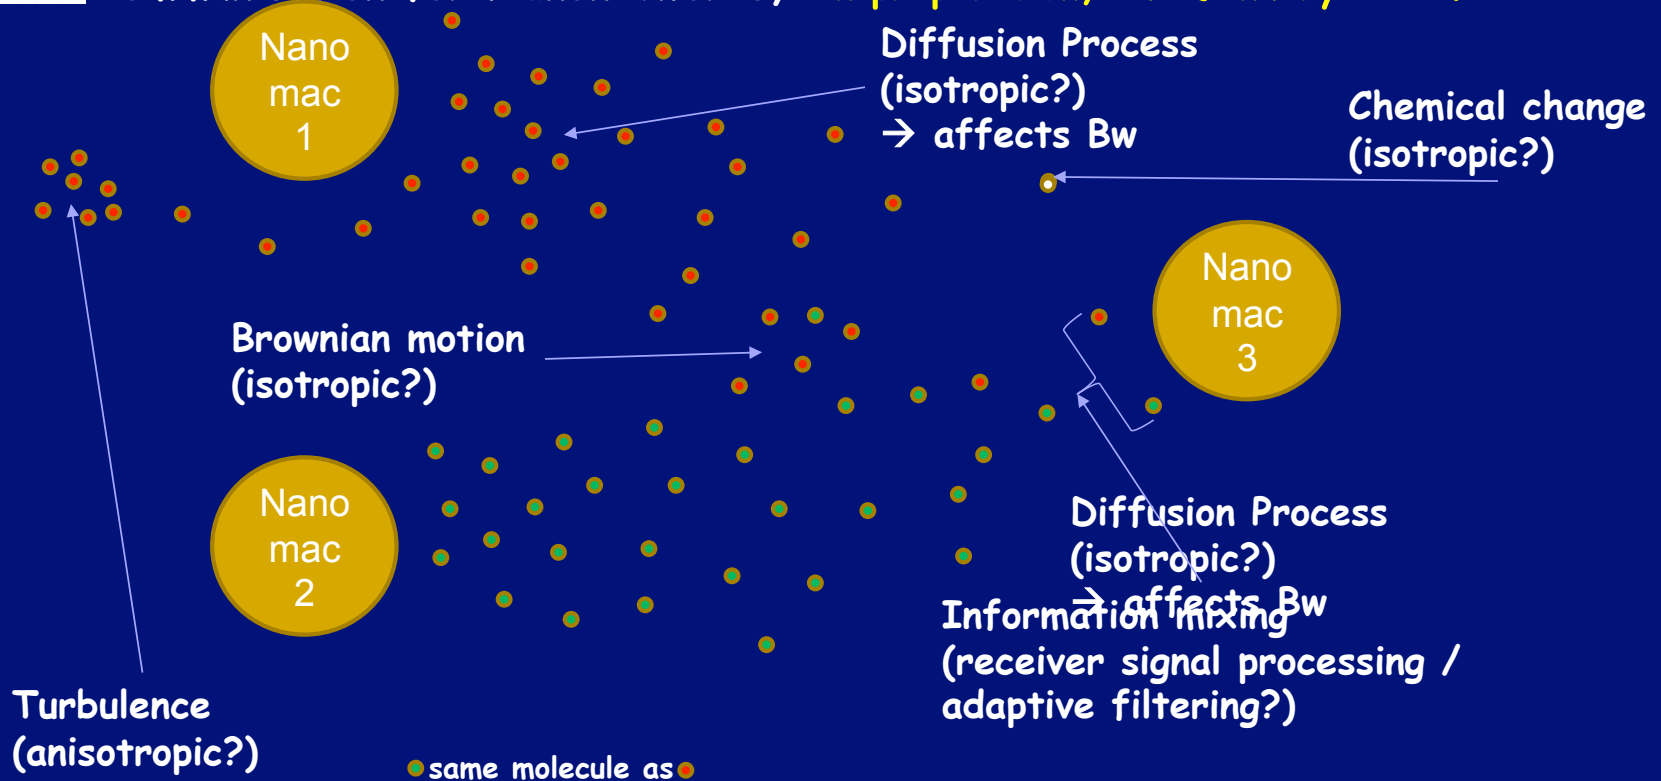 Nano
mac
1
Diffusion Process
(isotropic?)
→ affects Bw
Chemical change
(isotropic?)
Nano
mac
3
Brownian motion
(isotropic?)
Nano
mac
2
Diffusion Process
(isotropic?)
→ affects Bw
Information mixing
(receiver signal processing /
adaptive filtering?)
Turbulence
(anisotropic?)
same molecule as